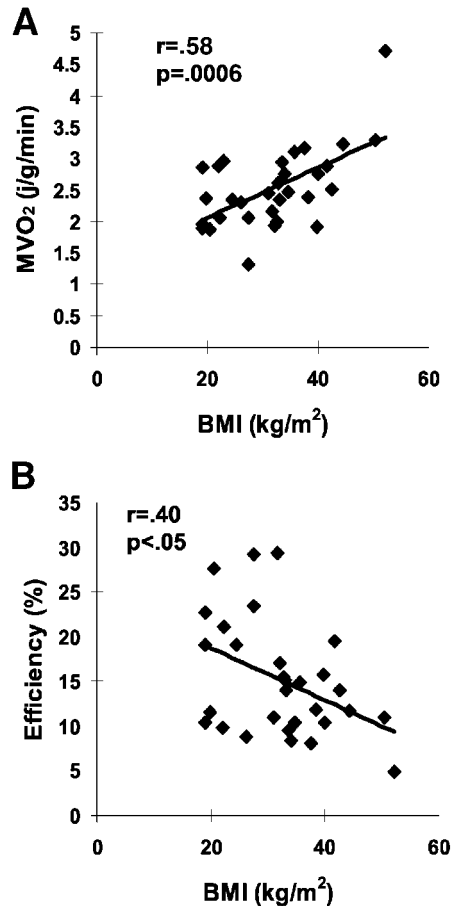 A
r=.58
p=.0006
MVO₂ (j/g/min)
5
4.5
4
3.5
3
2.5
2
1.5
1
0.5
0
0 20 40 60
BMI (kg/m²)
B
r=.40
p<.05
Efficiency (%)
35
30
25
20
15
10
5
0
0 20 40 60
BMI (kg/m²)